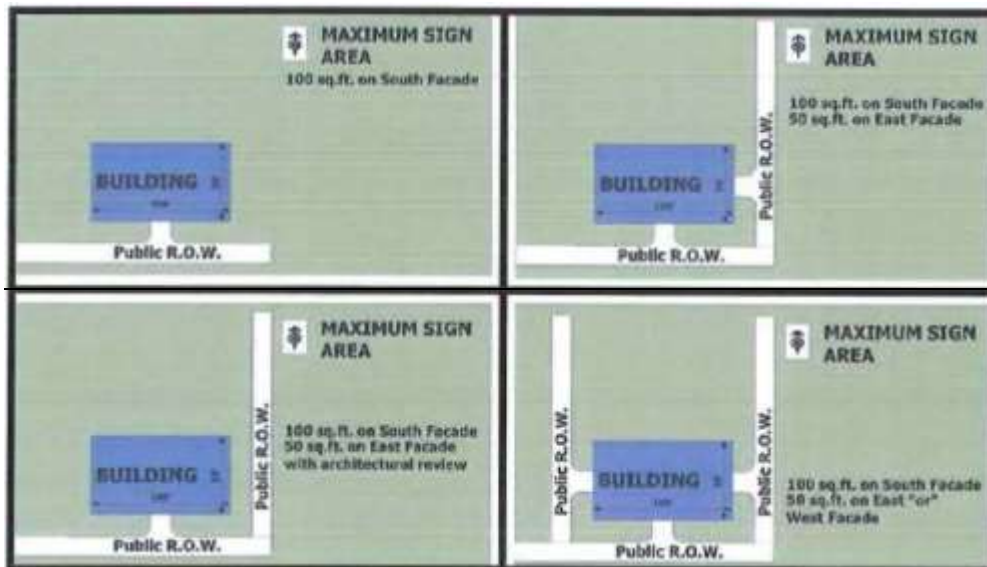 MAXIMUM SIGN
AREA
100 sq.ft. on South Facade
BUILDING
Public R.O.W.
MAXIMUM SIGN
AREA
100 sq.ft. on South Facade
50 sq.ft. on East Facade
Public R.O.W.
BUILDING
Public R.O.W.
MAXIMUM SIGN
AREA
100 sq.ft. on South Facade
50 sq.ft. on East Facade
with architectural review
Public R.O.W.
BUILDING
Public R.O.W.
MAXIMUM SIGN
AREA
Public R.O.W.
Public R.O.W.
BUILDING
100 sq.ft. on South Facade
50 sq.ft. on East "or"
West Facade
Public R.O.W.